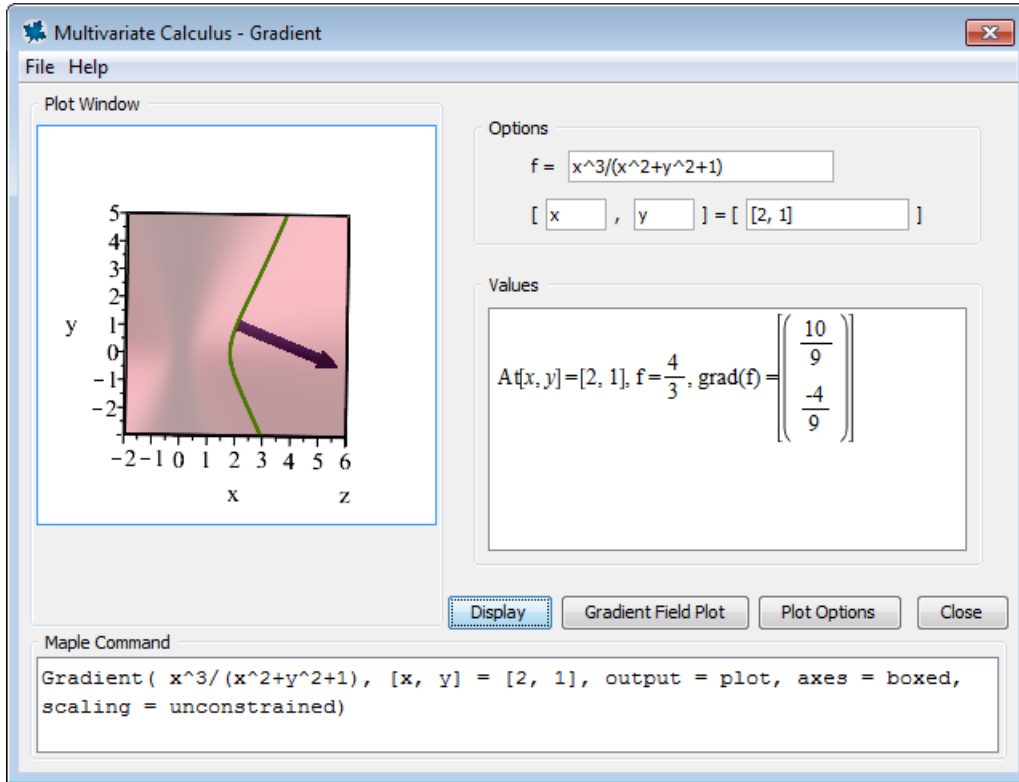 Multivariate Calculus - Gradient
File Help
Plot Window
5
4
3
2
y 1
0
-1
-2
-2 -1 0 1 2 3 4 5 6
x z
Options
f = x^3/(x^2+y^2+1)
[ x , y ] = [ [2, 1] ]
Values
At[x, y]=[2, 1], f=4/3, grad(f)=[(10/9 -4/9)]
Display Gradient Field Plot Plot Options Close
Maple Command
Gradient( x^3/(x^2+y^2+1), [x, y] = [2, 1], output = plot, axes = boxed,
scaling = unconstrained)